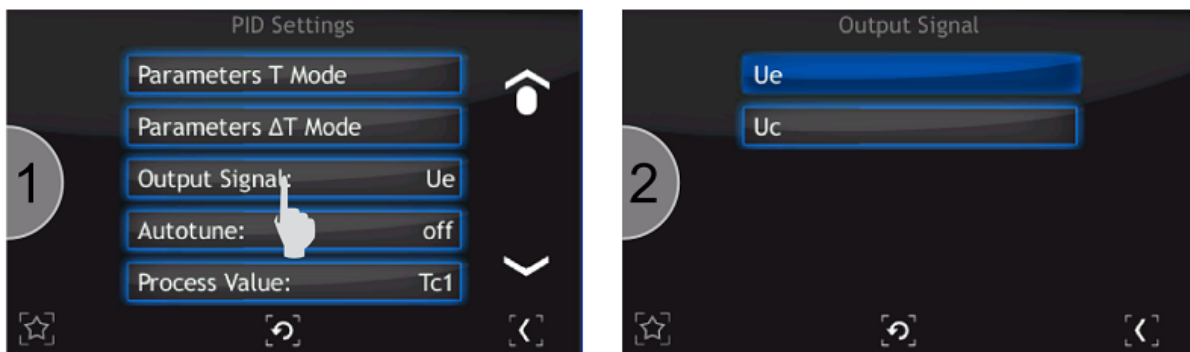 PID Settings
Parameters T Mode
Parameters ΔT Mode
Output Signal: Ue
Autotune: off
Process Value: Tc1
1
Output Signal
Ue
Uc
2